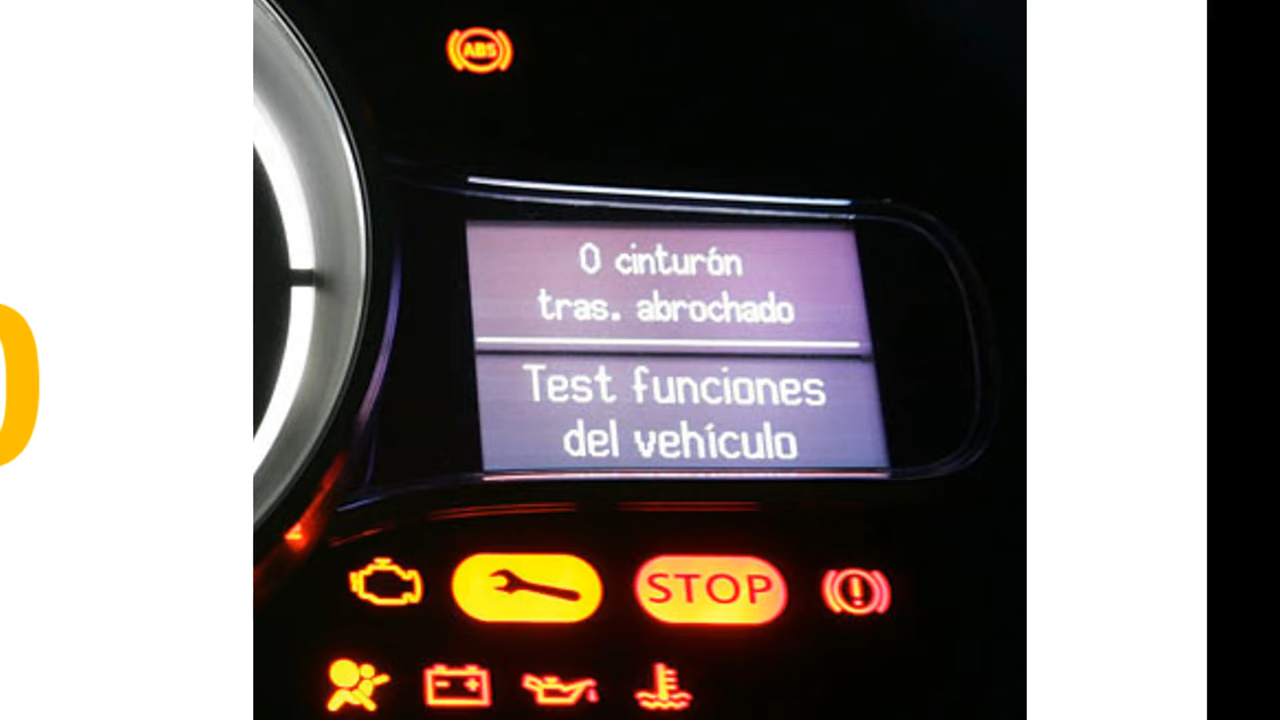 ABS
0 cinturón
tras. abrochado
Test funciones
del vehículo
STOP